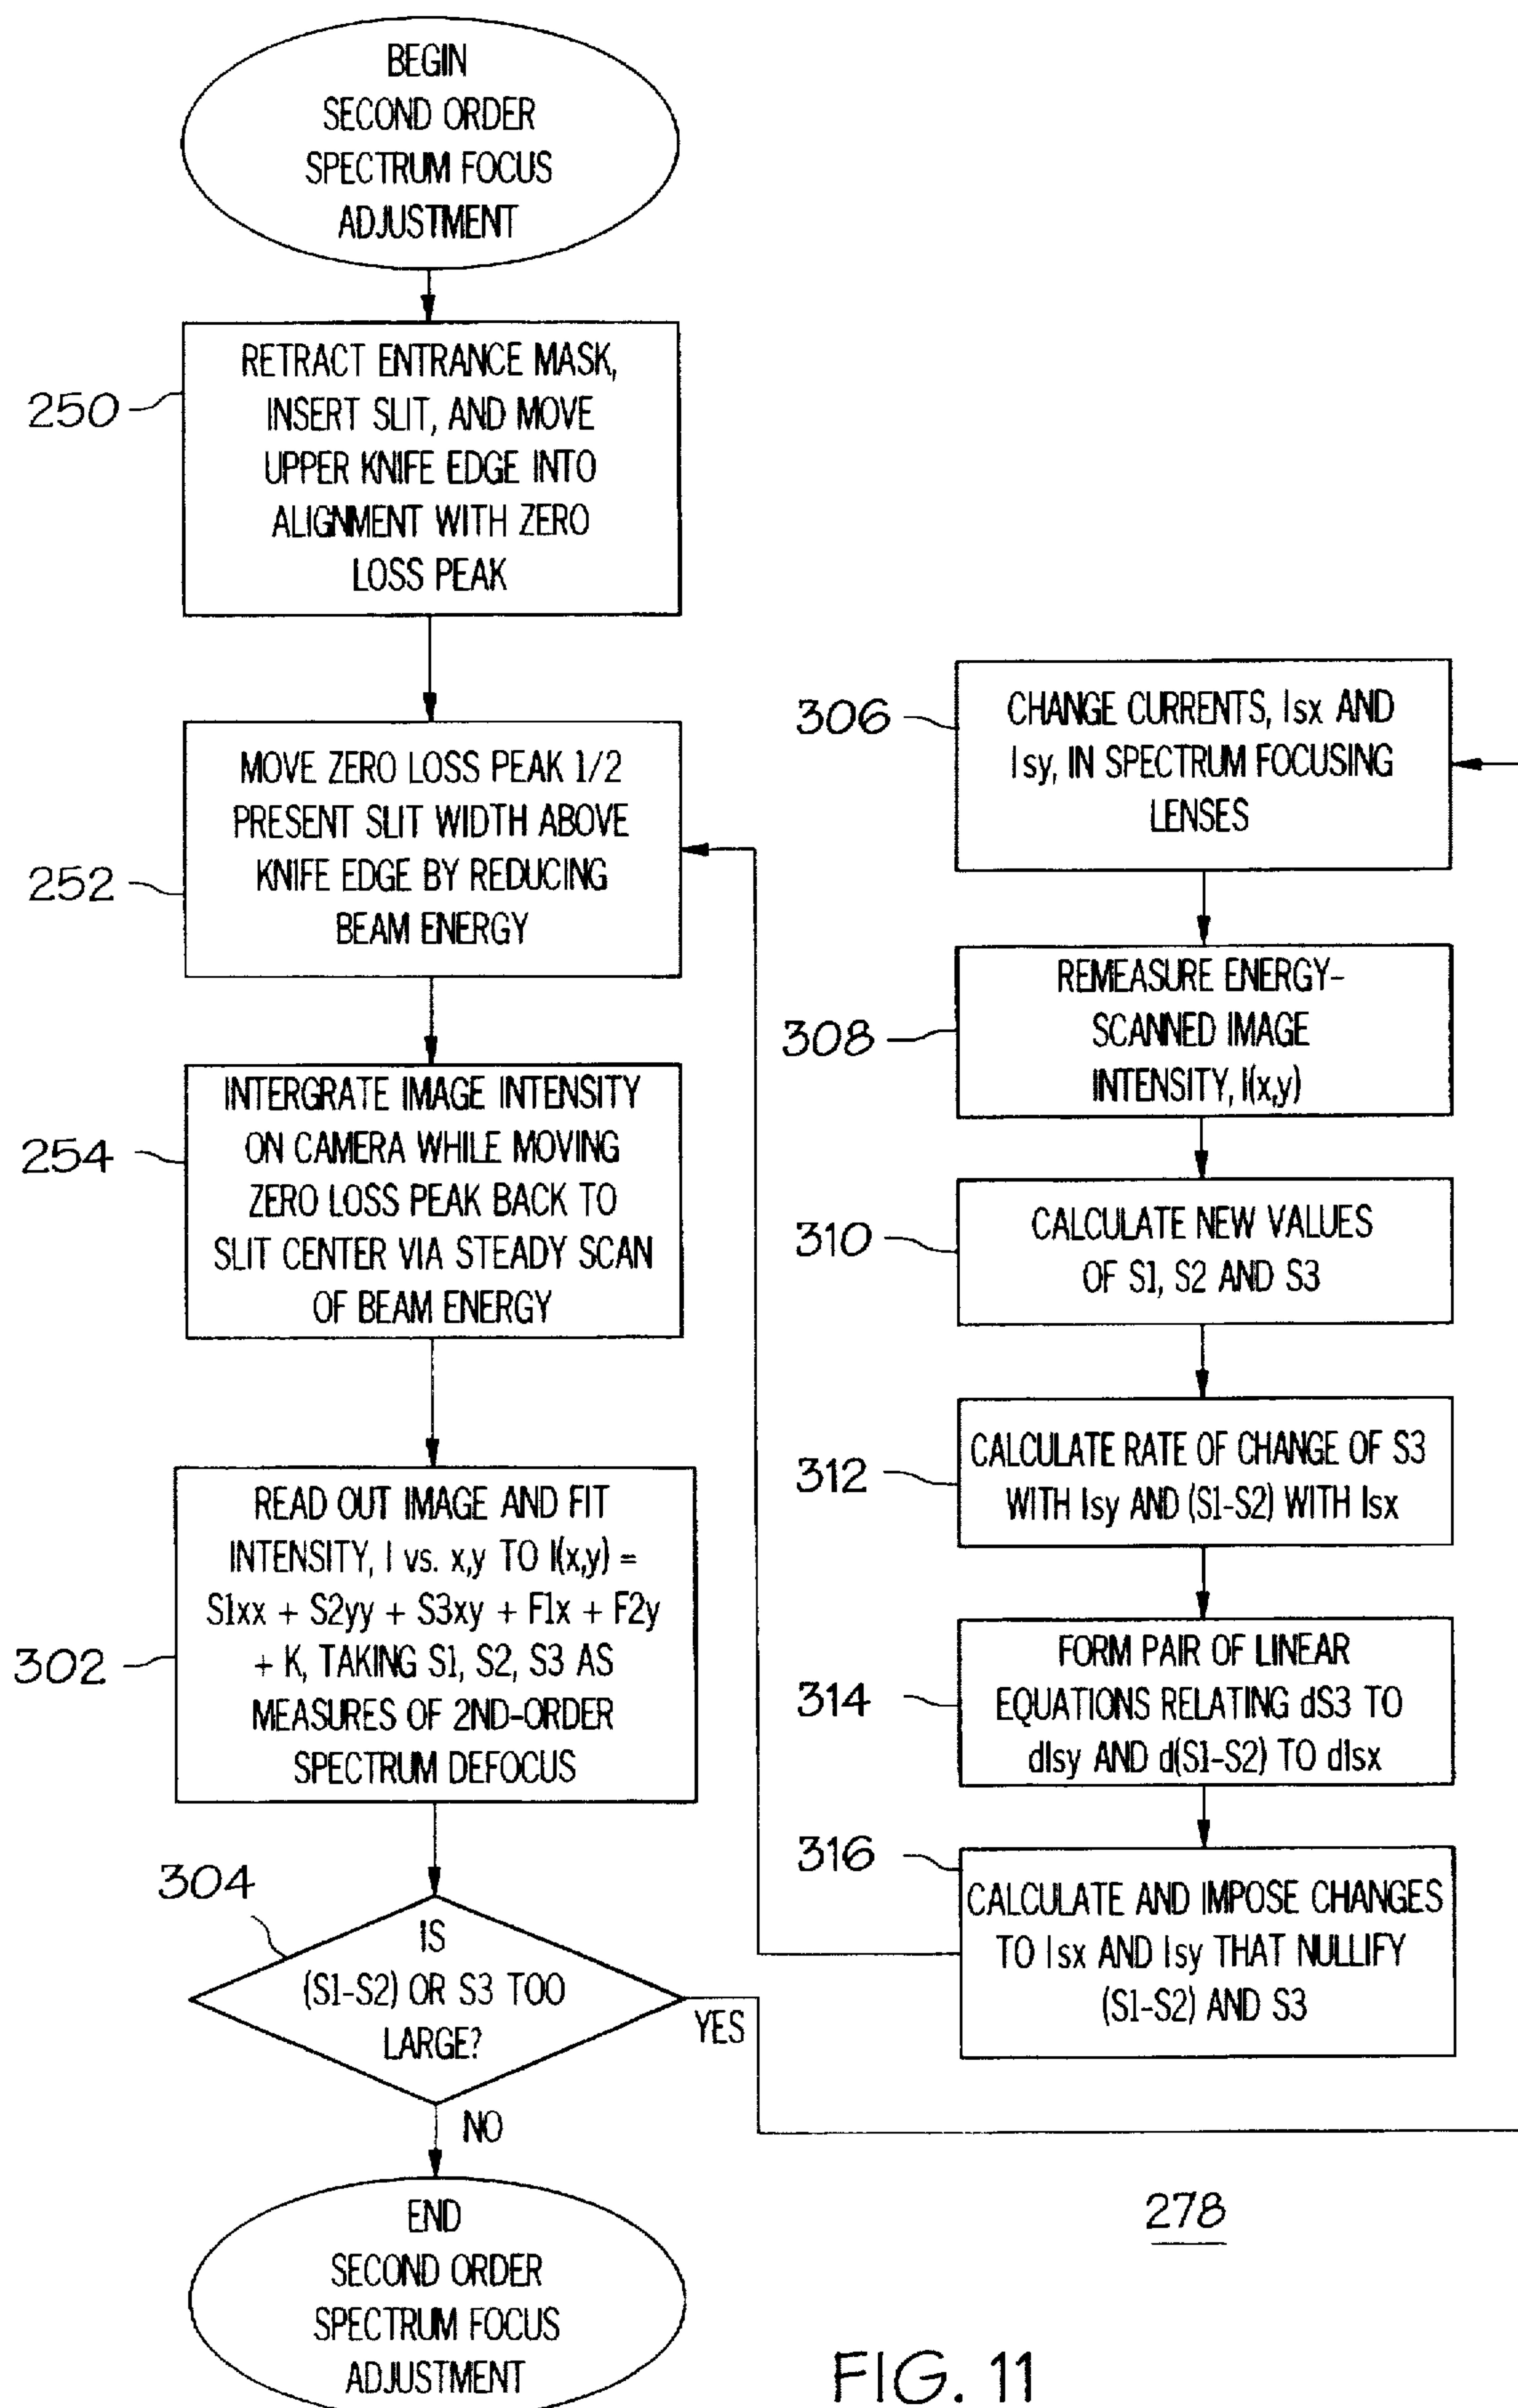 BEGIN
SECOND ORDER
SPECTRUM FOCUS
ADJUSTMENT
250
RETRACT ENTRANCE MASK,
INSERT SLIT, AND MOVE
UPPER KNIFE EDGE INTO
ALIGNMENT WITH ZERO
LOSS PEAK
252
MOVE ZERO LOSS PEAK 1/2
PRESENT SLIT WIDTH ABOVE
KNIFE EDGE BY REDUCING
BEAM ENERGY
254
INTERGRATE IMAGE INTENSITY
ON CAMERA WHILE MOVING
ZERO LOSS PEAK BACK TO
SLIT CENTER VIA STEADY SCAN
OF BEAM ENERGY
302
READ OUT IMAGE AND FIT
INTENSITY, I vs. x,y TO I(x,y) =
S1xx + S2yy + S3xy + F1x + F2y
+ K, TAKING S1, S2, S3 AS
MEASURES OF 2ND-ORDER
SPECTRUM DEFOCUS
304
IS
(S1-S2) OR S3 TOO
LARGE?
YES
NO
END
SECOND ORDER
SPECTRUM FOCUS
ADJUSTMENT
306
CHANGE CURRENTS, Isx AND
Isy, IN SPECTRUM FOCUSING
LENSES
308
REMEASURE ENERGY-
SCANNED IMAGE
INTENSITY, I(x,y)
310
CALCULATE NEW VALUES
OF S1, S2 AND S3
312
CALCULATE RATE OF CHANGE OF S3
WITH Isy AND (S1-S2) WITH Isx
314
FORM PAIR OF LINEAR
EQUATIONS RELATING dS3 TO
dIsy AND d(S1-S2) TO dIsx
316
CALCULATE AND IMPOSE CHANGES
TO Isx AND Isy THAT NULLIFY
(S1-S2) AND S3
278
FIG. 11